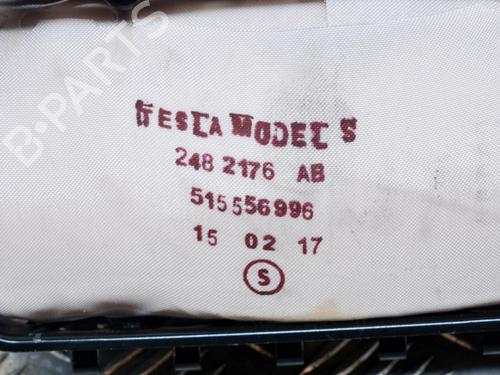 B-PARTS
TESLA MODEL S
248 2176 AB
515556996
15 02 17
S